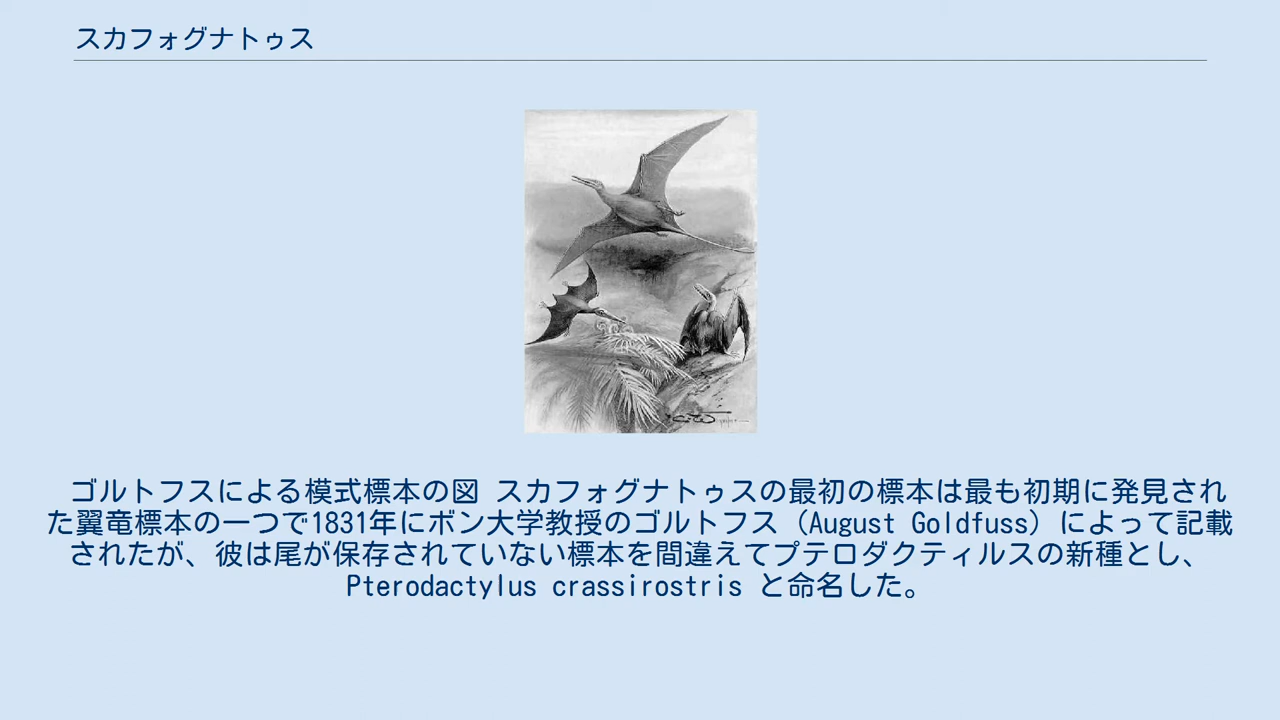 スカフォグナトゥス
ゴルトフスによる模式標本の図 スカフォグナトゥスの最初の標本は最も初期に発見され
た翼竜標本の一つで1831年にボン大学教授のゴルトフス（August Goldfuss）によって記載
されたが、彼は尾が保存されていない標本を間違えてプテロダクティルスの新種とし、
Pterodactylus crassirostris と命名した。